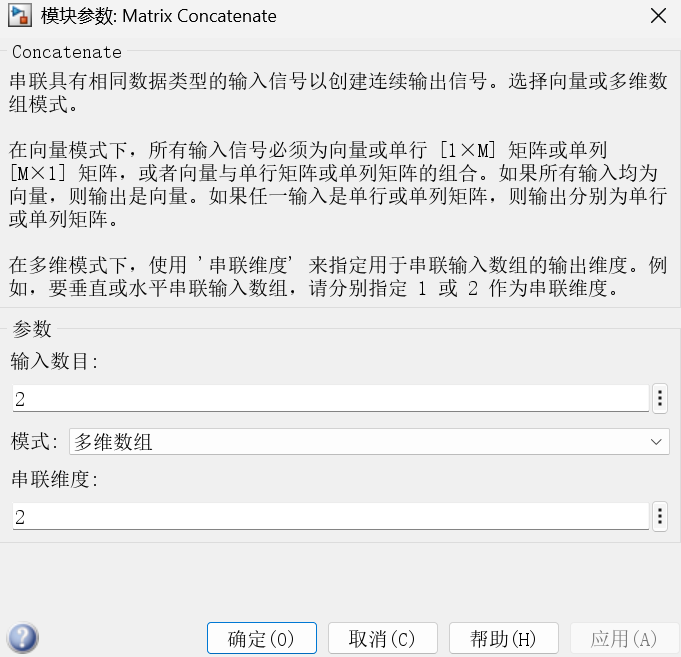 模块参数: Matrix Concatenate
Concatenate
串联具有相同数据类型的输入信号以创建连续输出信号。选择向量或多维数
组模式。
在向量模式下，所有输入信号必须为向量或单行 [1×M] 矩阵或单列
[M×1] 矩阵，或者向量与单行矩阵或单列矩阵的组合。如果所有输入均为
向量，则输出是向量。如果任一输入是单行或单列矩阵，则输出分别为单行
或单列矩阵。
在多维模式下，使用 '串联维度' 来指定用于串联输入数组的输出维度。例
如，要垂直或水平串联输入数组，请分别指定 1 或 2 作为串联维度。
参数
输入数目:
2
模式: 多维数组
串联维度:
2
确定(O) 取消(C) 帮助(H) 应用(A)